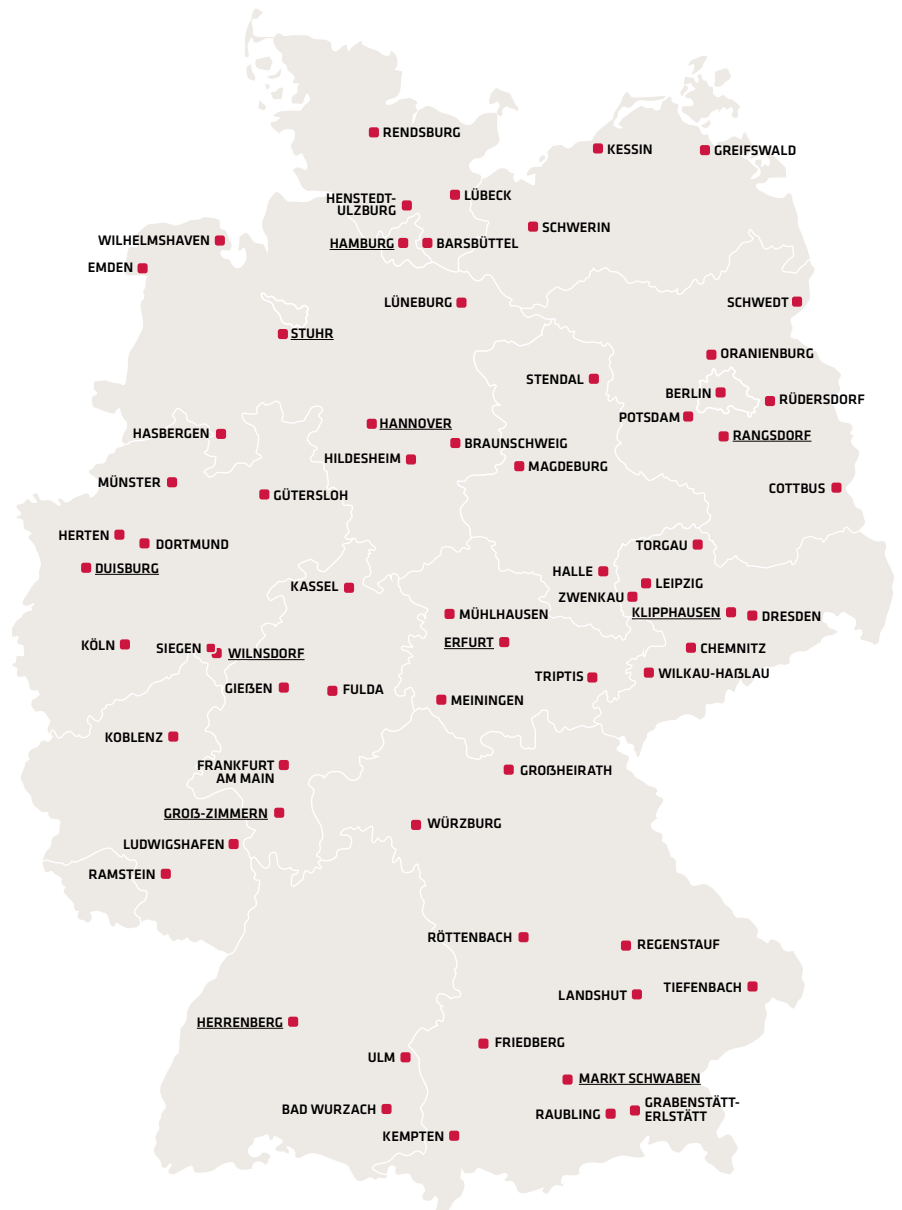 RENDSBURG
KESSIN
GREIFSWALD
HENSTEDT-
ULZBURG
LÜBECK
SCHWERIN
WILHELMSHAVEN
HAMBURG
BARSBÜTTEL
EMDEN
LÜNEBURG
SCHWEDT
STUHR
ORANIENBURG
STENDAL
BERLIN
RÜDERSDORF
POTSDAM
HANNOVER
RANGSDORF
HASBERGEN
BRAUNSCHWEIG
HILDESHEIM
MAGDEBURG
MÜNSTER
GÜTERSLOH
COTTBUS
HERTEN
DORTMUND
TORGAU
DUISBURG
HALLE
LEIPZIG
KASSEL
ZWENKAU
MÜHLHAUSEN
KLIPPHAUSEN
DRESDEN
KÖLN
SIEGEN
WILNSDORF
ERFURT
CHEMNITZ
TRIPTIS
WILKAU-HAßLAU
GIEßEN
FULDA
MEININGEN
KOBLENZ
FRANKFURT
AM MAIN
GROßHEIRATH
GROß-ZIMMERN
WÜRZBURG
LUDWIGSHAFEN
RAMSTEIN
RÖTTENBACH
REGENSTAUF
TIEFENBACH
LANDSHUT
HERRENBERG
FRIEDBERG
ULM
MARKT SCHWABEN
BAD WURZACH
RAUBLING
GRABENSTÄTT-
ERLSTÄTT
KEMPTEN